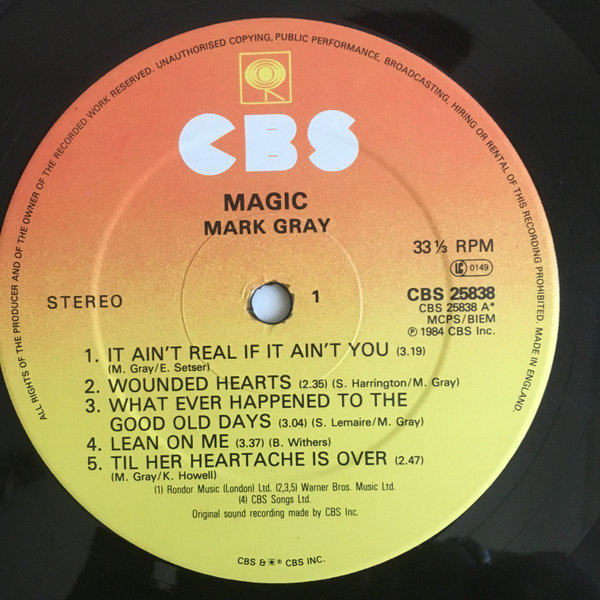 ALL RIGHTS OF THE PRODUCER AND OF THE OWNER OF THE RECORDED WORK RESERVED. UNAUTHORISED COPYING, PUBLIC PERFORMANCE, BROADCASTING, HIRING OR RENTAL OF THIS RECORDING PROHIBITED. MADE IN ENGLAND.
CBS
MAGIC
MARK GRAY
33 ⅓ RPM
LC 0149
STEREO
1
CBS 25838
CBS 25838 A*
MCPS/BIEM
℗ 1984 CBS Inc.
1. IT AIN'T REAL IF IT AIN'T YOU (3.19)
(M. Gray/E. Setser)
2. WOUNDED HEARTS (2.35) (S. Harrington/M. Gray)
3. WHAT EVER HAPPENED TO THE
GOOD OLD DAYS (3.04) (S. Lemaire/M. Gray)
4. LEAN ON ME (3.37) (B. Withers)
5. TIL HER HEARTACHE IS OVER (2.47)
(M. Gray/K. Howell)
(1) Rondor Music (London) Ltd. (2,3,5) Warner Bros. Music Ltd.
(4) CBS Songs Ltd.
Original sound recording made by CBS Inc.
CBS & ® CBS INC.